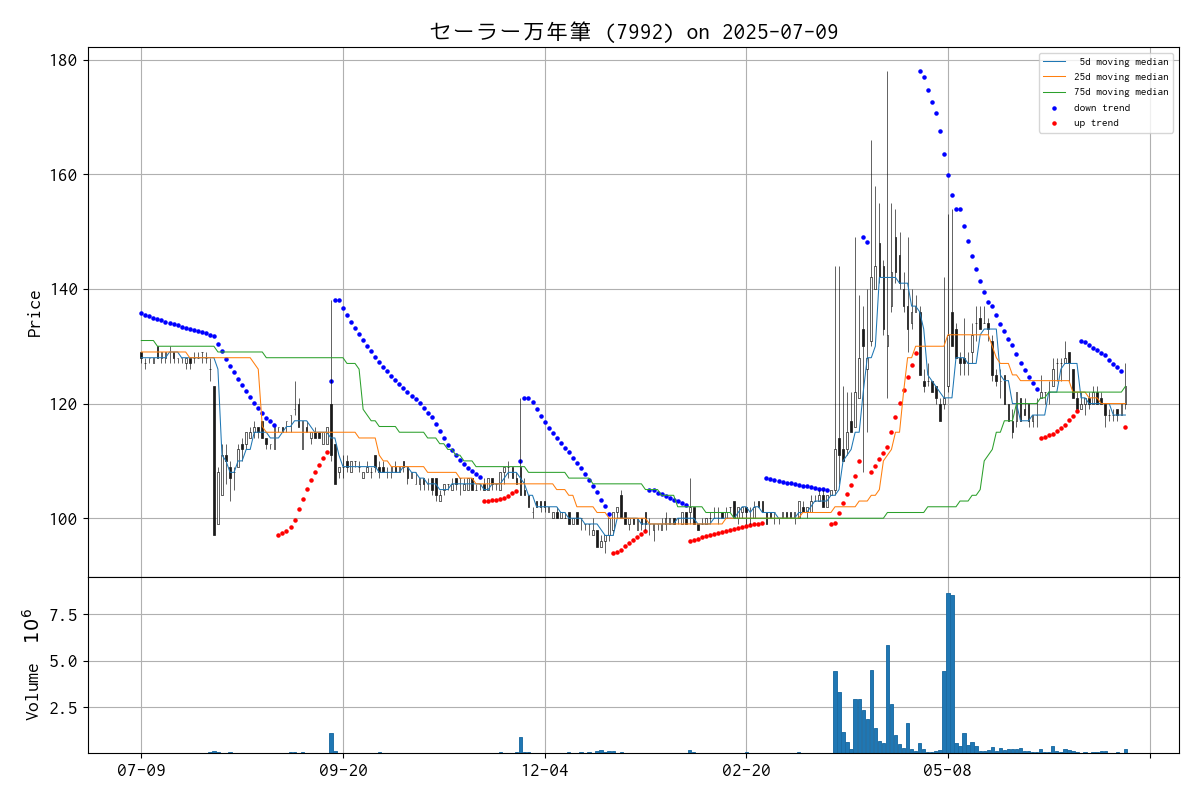 セーラー万年筆 (7992) on 2025-07-09
180
160
140
120
100
Price
5d moving median
25d moving median
75d moving median
down trend
up trend
7.5
5.0
2.5
Volume 10⁶
07-09
09-20
12-04
02-20
05-08